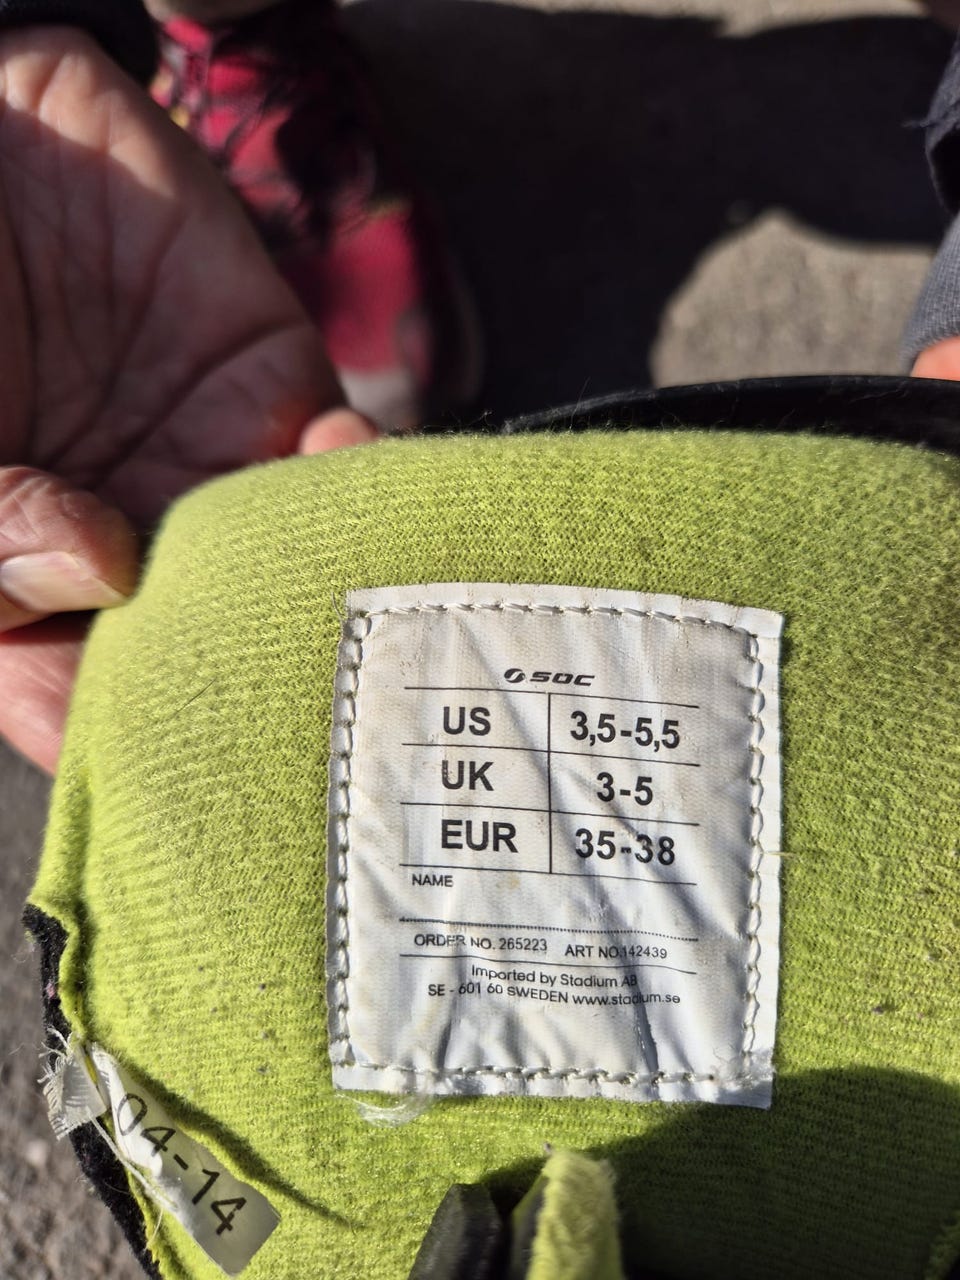 SOC
US 3,5-5,5
UK 3-5
EUR 35-38
NAME
ORDER NO. 265223 ART NO.142439
Imported by Stadium AB
SE - 601 60 SWEDEN www.stadium.se
04-14